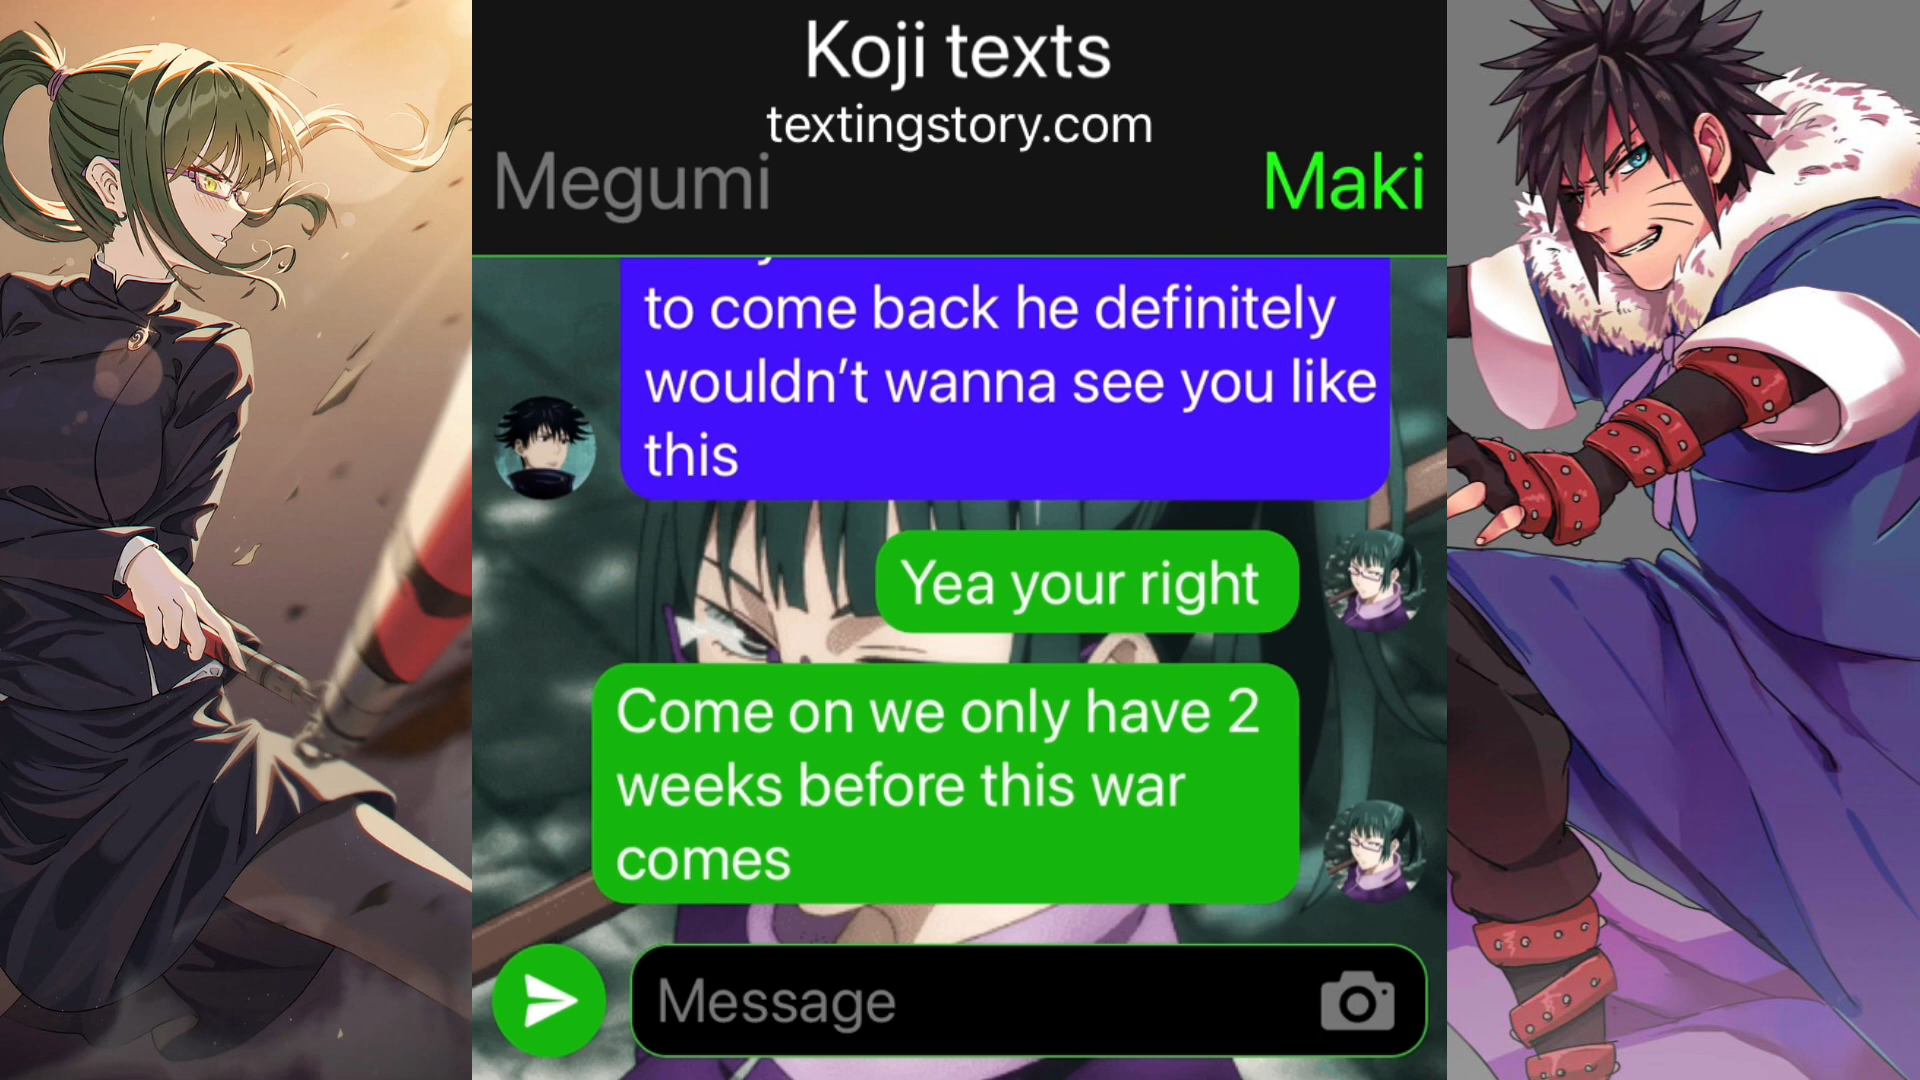 Koji texts
textingstory.com
Megumi
Maki
to come back he definitely
wouldn’t wanna see you like
this
Yea your right
Come on we only have 2
weeks before this war
comes
Message